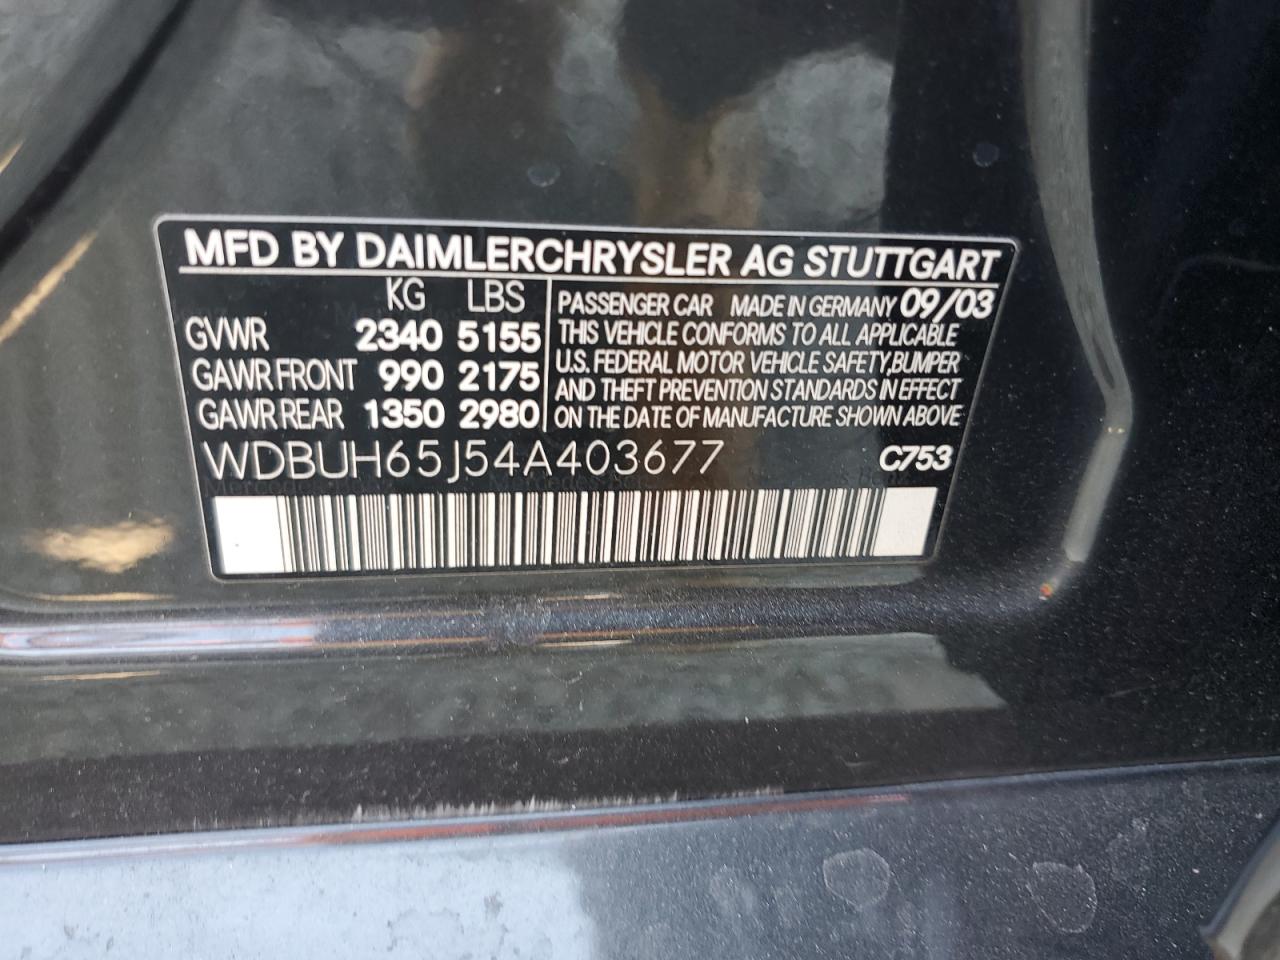 MFD BY DAIMLERCHRYSLER AG STUTTGART
KG LBS
GVWR 2340 5155
GAWR FRONT 990 2175
GAWR REAR 1350 2980
PASSENGER CAR MADE IN GERMANY 09/03
THIS VEHICLE CONFORMS TO ALL APPLICABLE
U.S. FEDERAL MOTOR VEHICLE SAFETY, BUMPER
AND THEFT PREVENTION STANDARDS IN EFFECT
ON THE DATE OF MANUFACTURE SHOWN ABOVE
WDBUH65J54A403677 C753